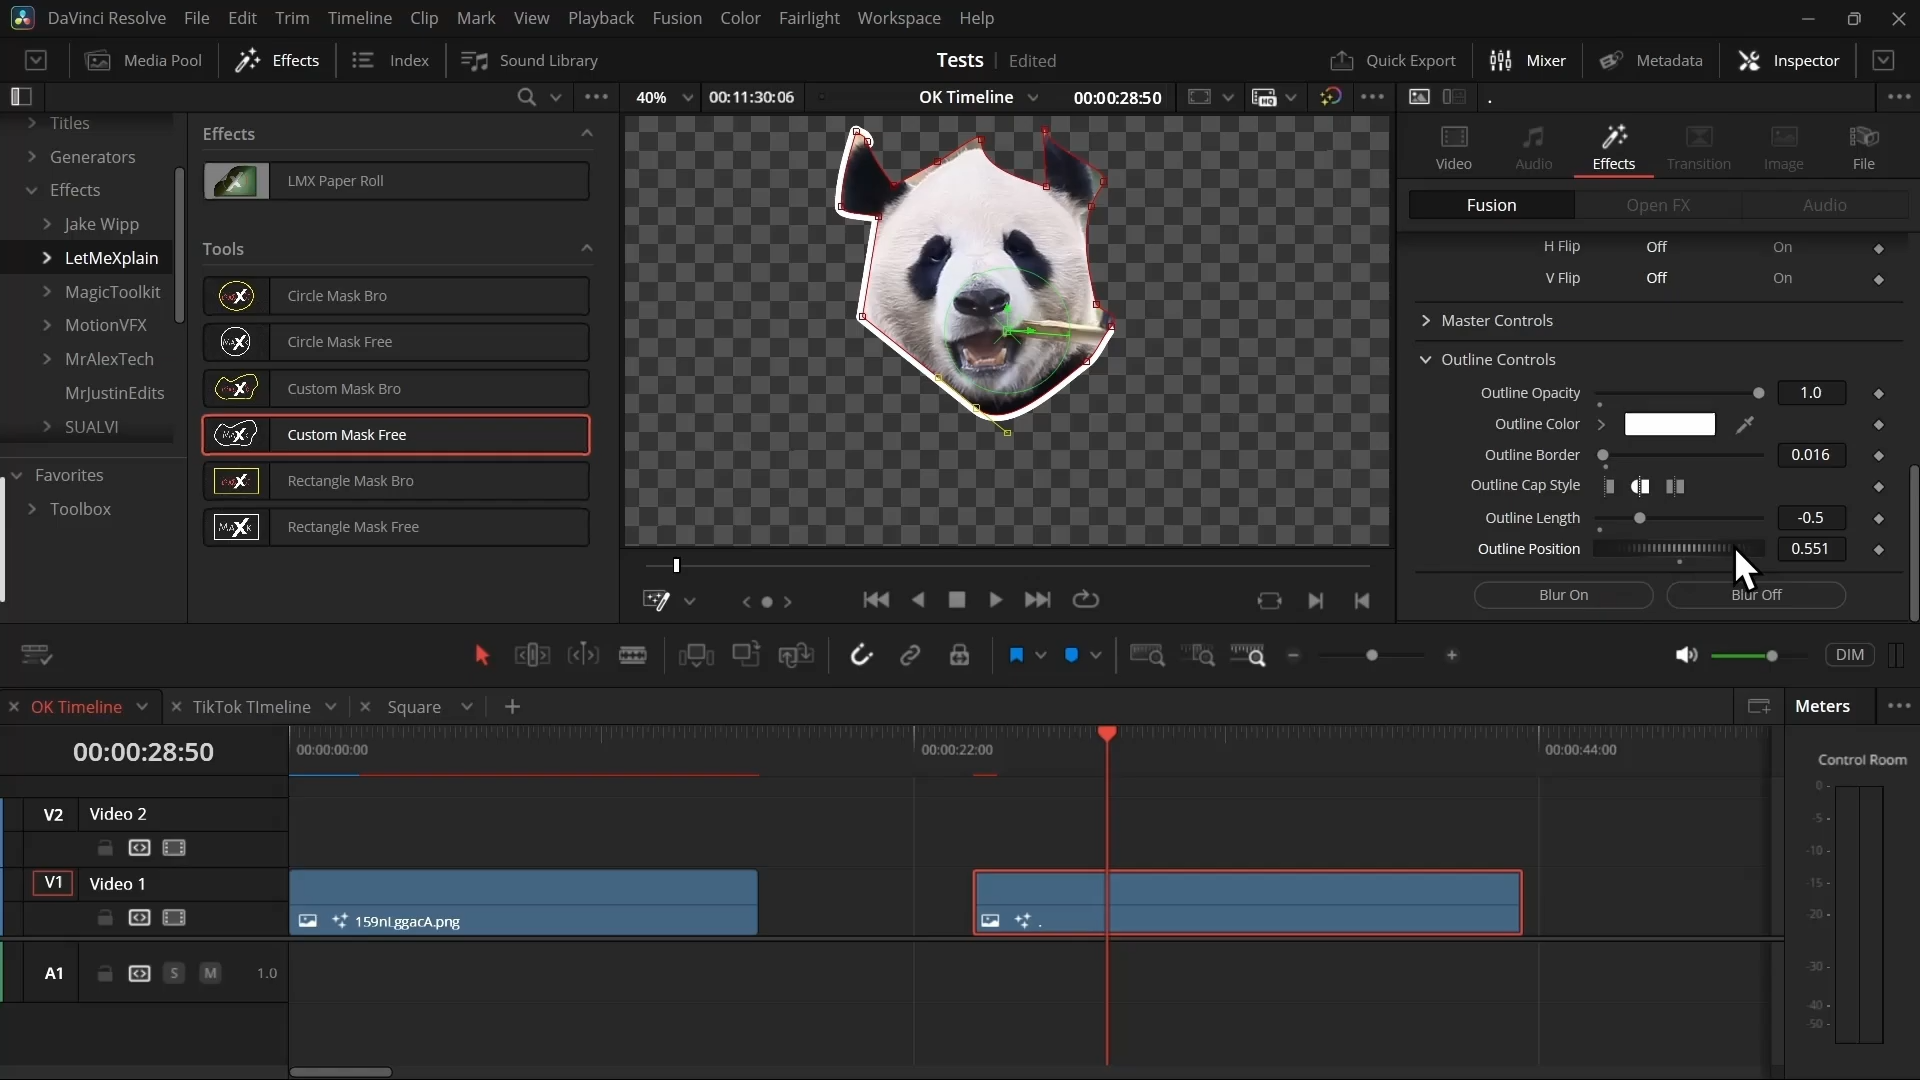 DaVinci Resolve File Edit Trim Timeline Clip Mark View Playback Fusion Color Fairlight Workspace Help
Media Pool Effects Index Sound Library Tests Edited Quick Export Mixer Metadata Inspector
40% 00:11:30:06 OK Timeline 00:00:28:50 .
Titles
Generators
Effects
Jake Wipp
LetMeXplain
MagicToolkit
MotionVFX
MrAlexTech
MrJustinEdits
SUALVI
Favorites
Toolbox
Effects
LMX Paper Roll
Tools
Circle Mask Bro
Circle Mask Free
Custom Mask Bro
Custom Mask Free
Rectangle Mask Bro
Rectangle Mask Free
Video Audio Effects Transition Image File
Fusion Open FX Audio
H Flip Off On
V Flip Off On
Master Controls
Outline Controls
Outline Opacity 1.0
Outline Color
Outline Border 0.016
Outline Cap Style
Outline Length -0.5
Outline Position 0.551
Blur On Blur Off
DIM
OK Timeline TikTok TImeline Square Meters
00:00:28:50 00:00:00:00 00:00:22:00 00:00:44:00
Control Room
V2 Video 2
V1 Video 1
159nLggacA.png .
A1 S M 1.0
0
-5
-10
-15
-20
-30
-40
-50